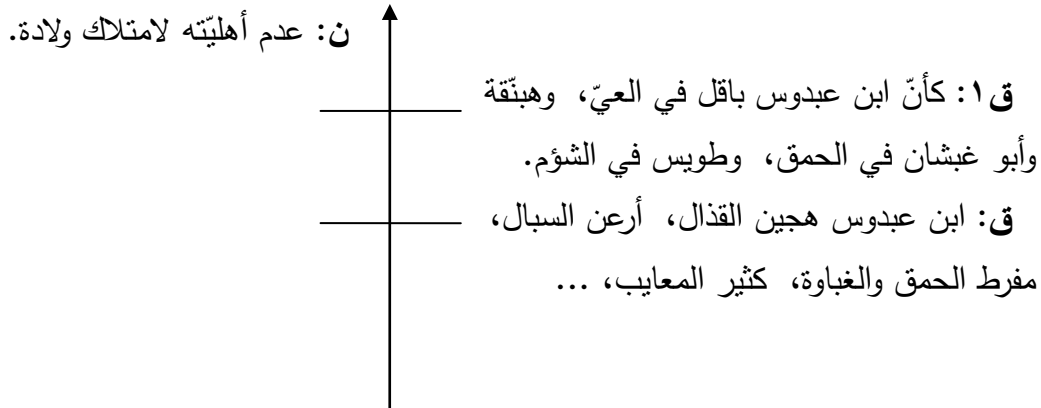 ن: عدم أهليّته لامتلاك ولادة.
ق١: كأنّ ابن عبدوس باقل في العيّ، وهبنّقة
وأبو غبشان في الحمق، وطويس في الشؤم.
ق: ابن عبدوس هجين القذال، أرعن السبال،
مفرط الحمق والغباوة، كثير المعايب، ...